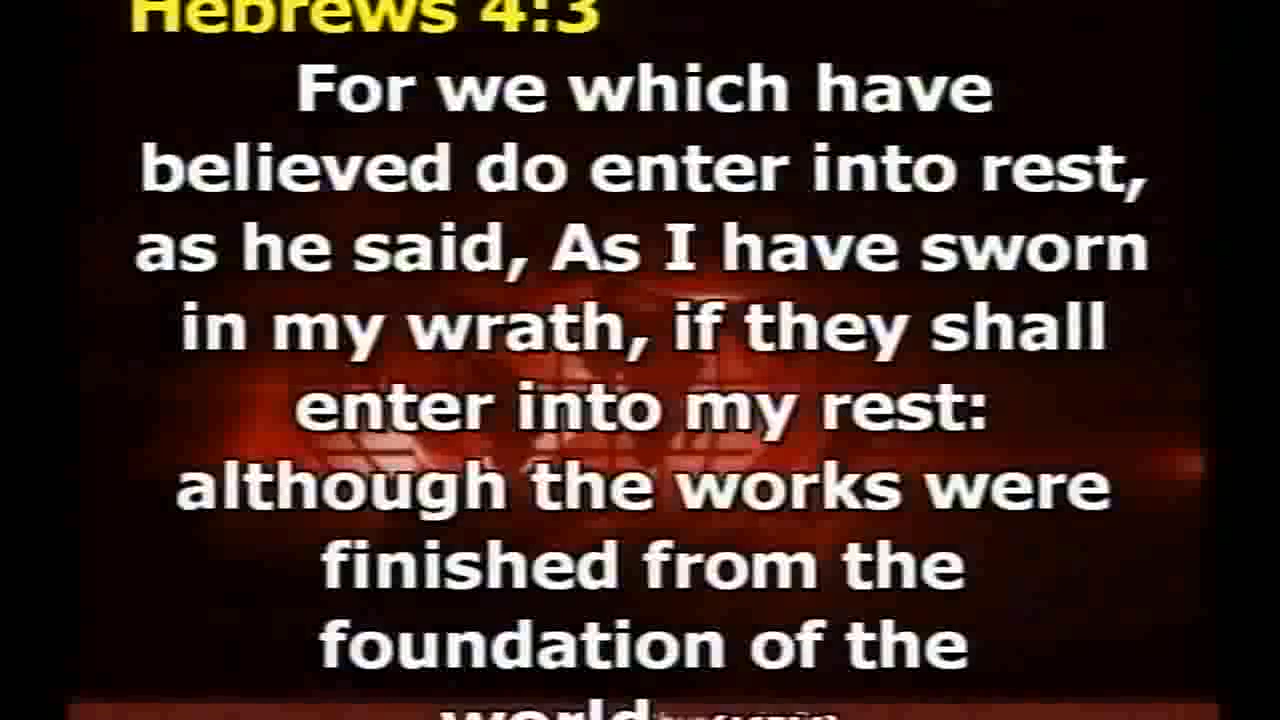 Hebrews 4:3
For we which have
believed do enter into rest,
as he said, As I have sworn
in my wrath, if they shall
enter into my rest:
although the works were
finished from the
foundation of the
world